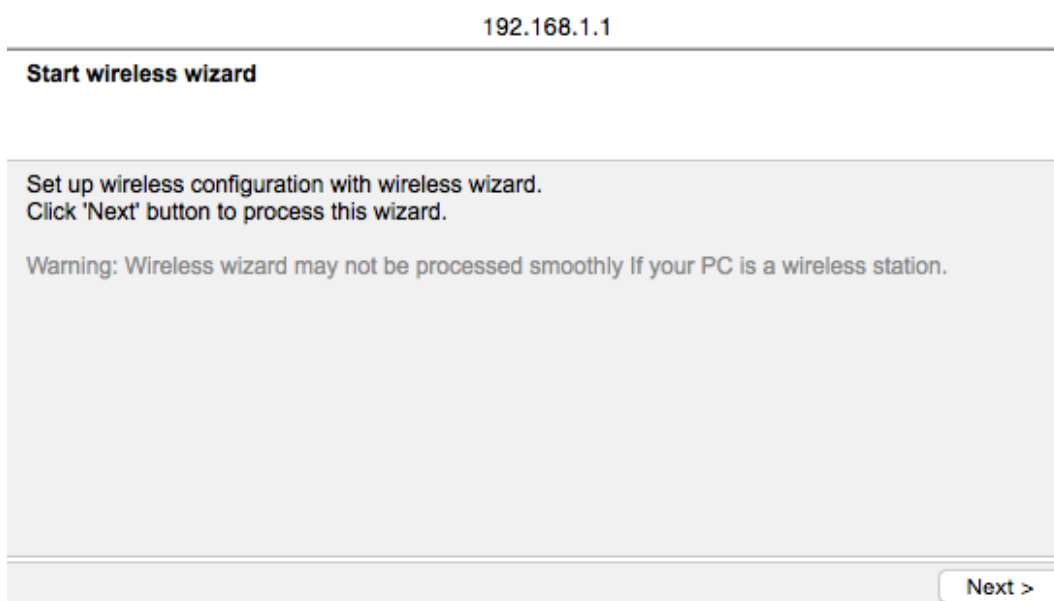 192.168.1.1
Start wireless wizard
Set up wireless configuration with wireless wizard.
Click 'Next' button to process this wizard.
Warning: Wireless wizard may not be processed smoothly If your PC is a wireless station.
Next >